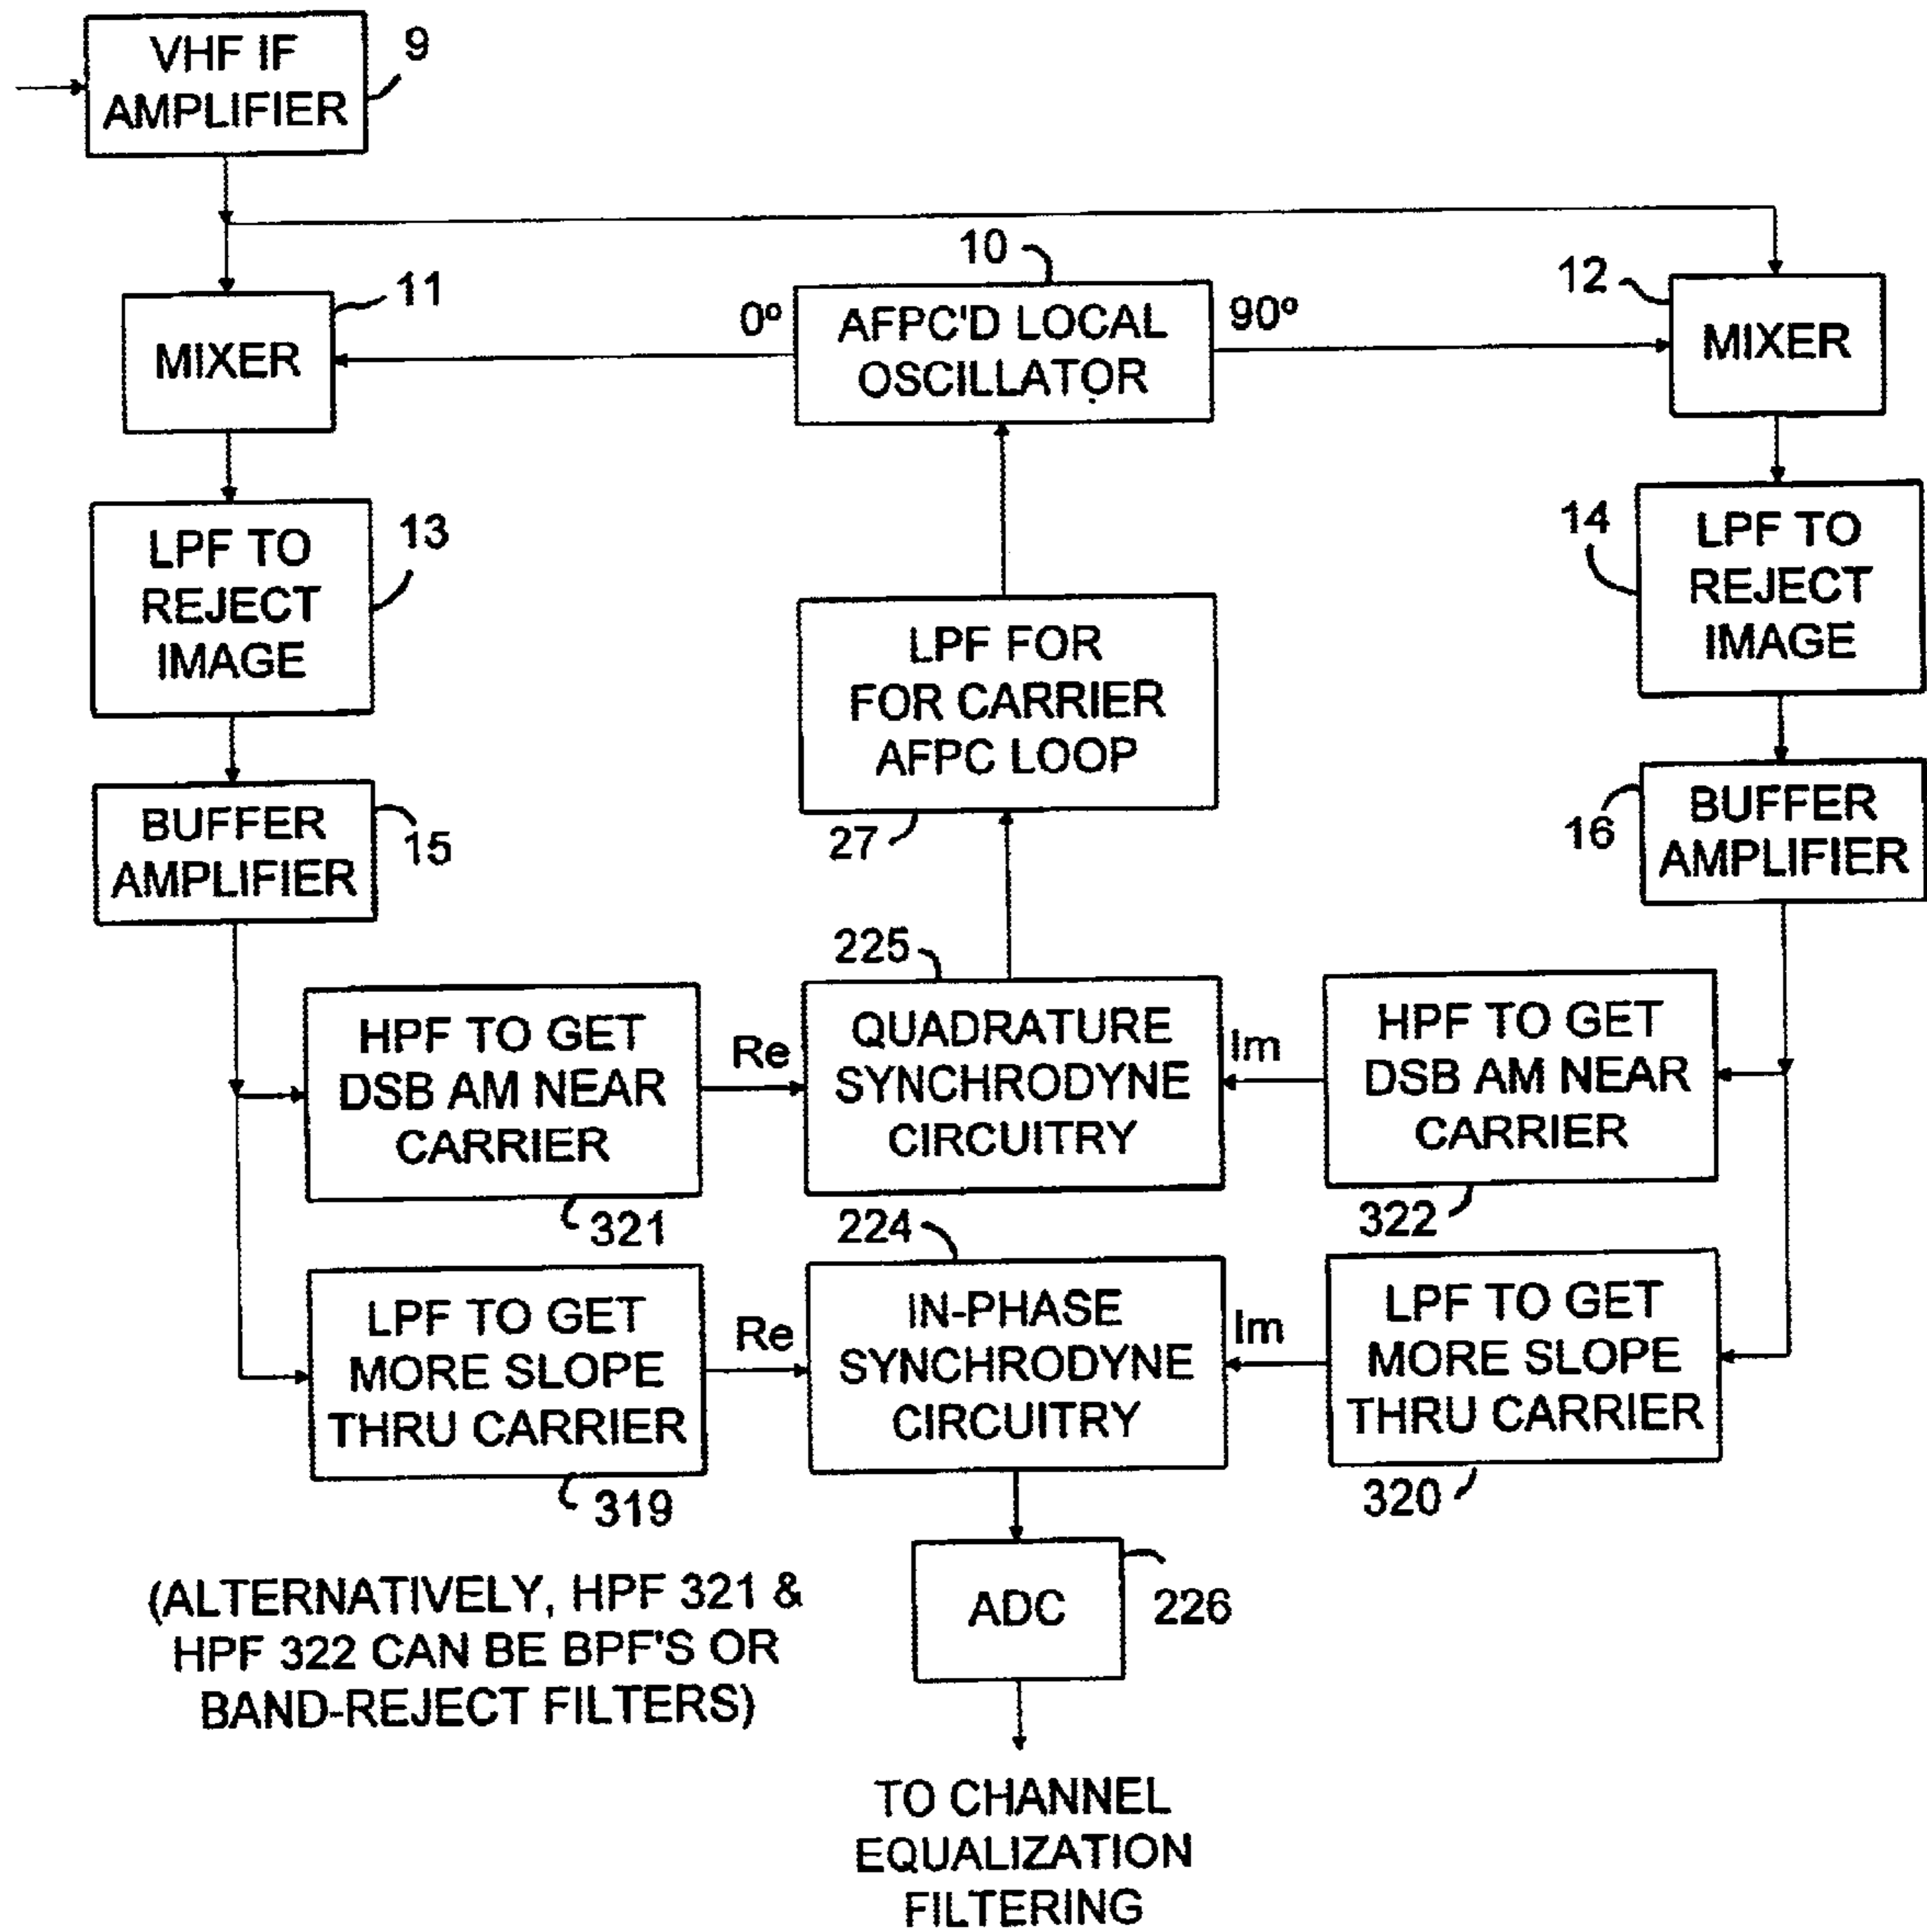 VHF IF
AMPLIFIER
9
10
11
12
0º
AFPC'D LOCAL
OSCILLATOR
90º
MIXER
MIXER
LPF TO
REJECT
IMAGE
13
14
LPF TO
REJECT
IMAGE
LPF FOR
FOR CARRIER
AFPC LOOP
27
BUFFER
AMPLIFIER
15
16
BUFFER
AMPLIFIER
225
HPF TO GET
DSB AM NEAR
CARRIER
321
Re
QUADRATURE
SYNCHRODYNE
CIRCUITRY
Im
HPF TO GET
DSB AM NEAR
CARRIER
322
224
LPF TO GET
MORE SLOPE
THRU CARRIER
319
Re
IN-PHASE
SYNCHRODYNE
CIRCUITRY
Im
LPF TO GET
MORE SLOPE
THRU CARRIER
320
ADC
226
(ALTERNATIVELY, HPF 321 &
HPF 322 CAN BE BPF'S OR
BAND-REJECT FILTERS)
TO CHANNEL
EQUALIZATION
FILTERING